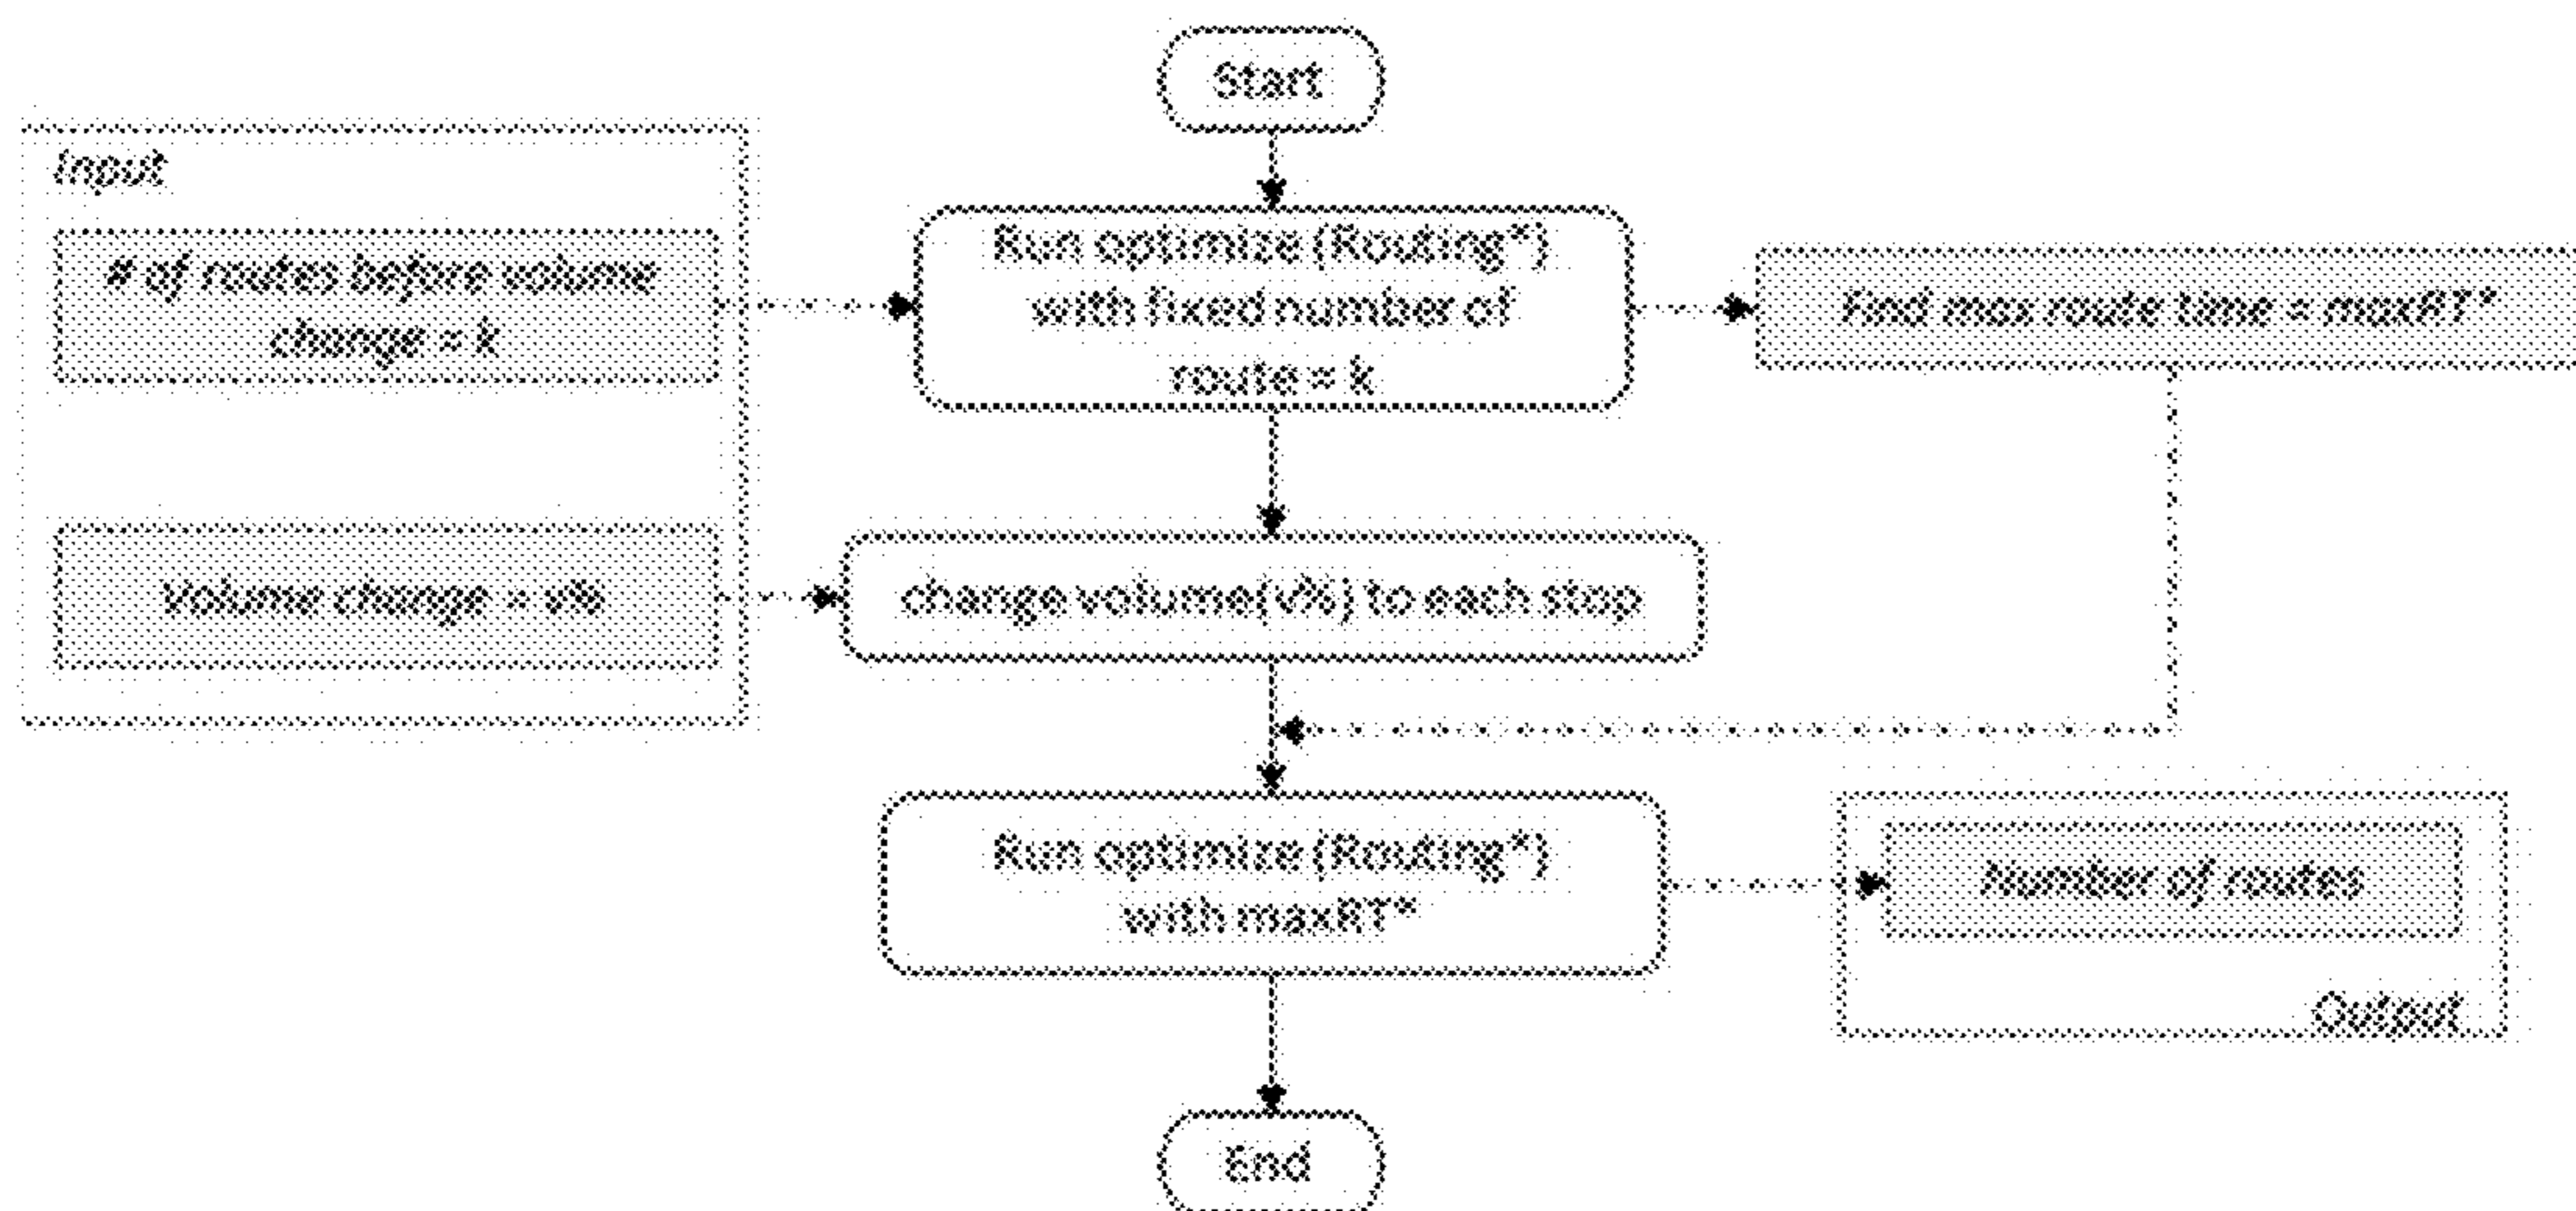 Start
Input
# of routes before volume
change = k
Run optimize (Routing*)
with fixed number of
route = k
Find max route time = maxRT*
Volume change = v%
change volume(v%) to each stop
Run optimize (Routing*)
with maxRT*
Number of routes
Output
End